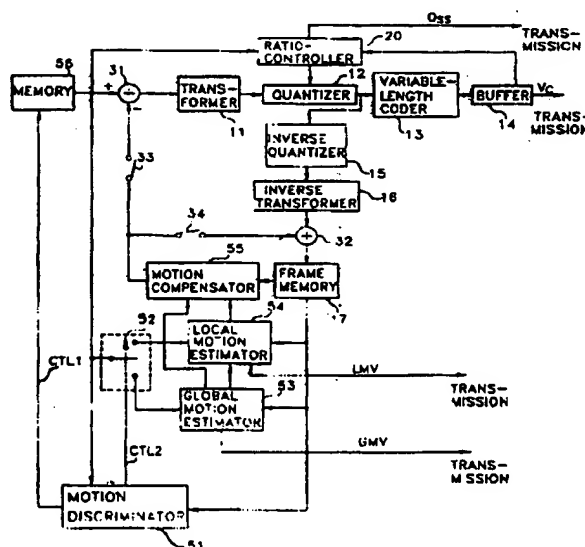 QSS
TRANS-
MISSION
RATIO-
CONTROLLER
20
56
31
12
MEMORY
+
-
TRANS-
FORMER
11
QUANTIZER
VARIABLE-
LENGTH
CODER
13
BUFFER
14
VC
TRANS-
MISSION
INVERSE
QUANTIZER
15
33
INVERSE
TRANSFORMER
16
34
32
55
MOTION
COMPENSATOR
FRAME
MEMORY
17
54
52
LOCAL
MOTION
ESTIMATOR
CTL1
53
LMV
TRANS-
MISSION
GLOBAL
MOTION
ESTIMATOR
GMV
TRANS-
MISSION
CTL2
MOTION
DISCRIMINATOR
51